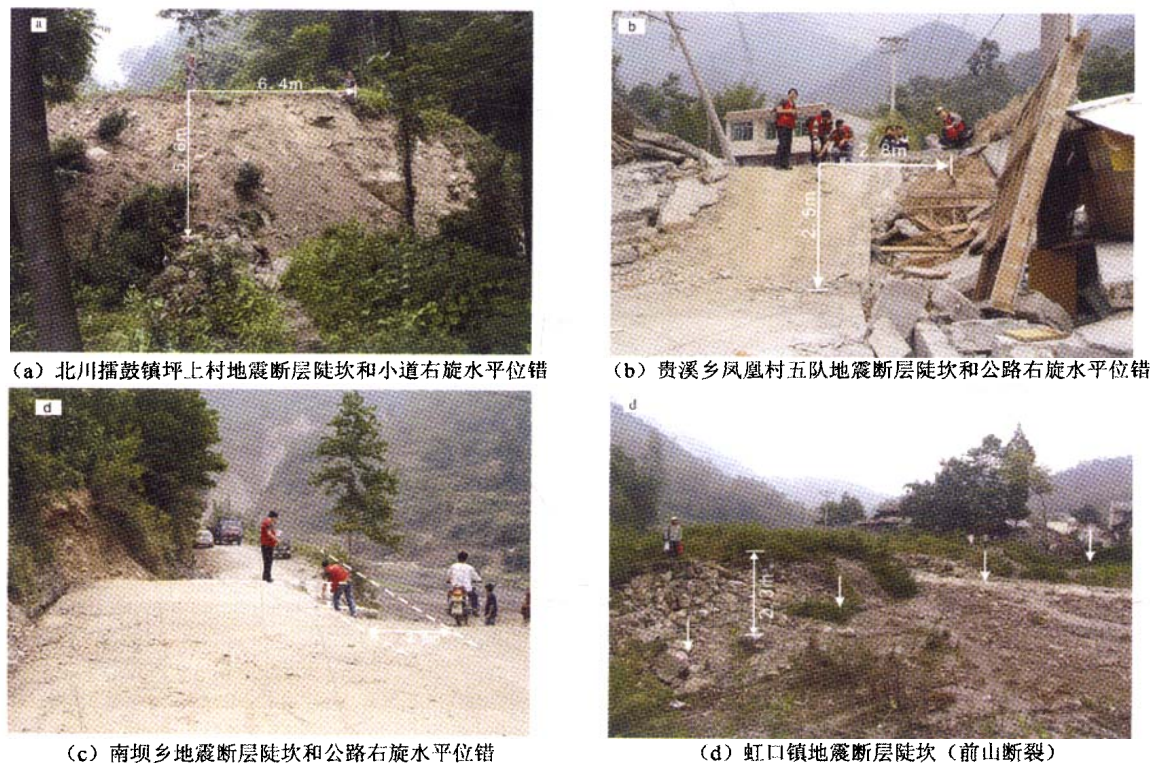 a
6.4m
5.6m
b
2.8m
2.5m
(a) 北川擂鼓镇坪上村地震断层陡坎和小道右旋水平位错
(b) 贵溪乡凤凰村五队地震断层陡坎和公路右旋水平位错
d
d
(c) 南坝乡地震断层陡坎和公路右旋水平位错
(d) 虹口镇地震断层陡坎（前山断裂）